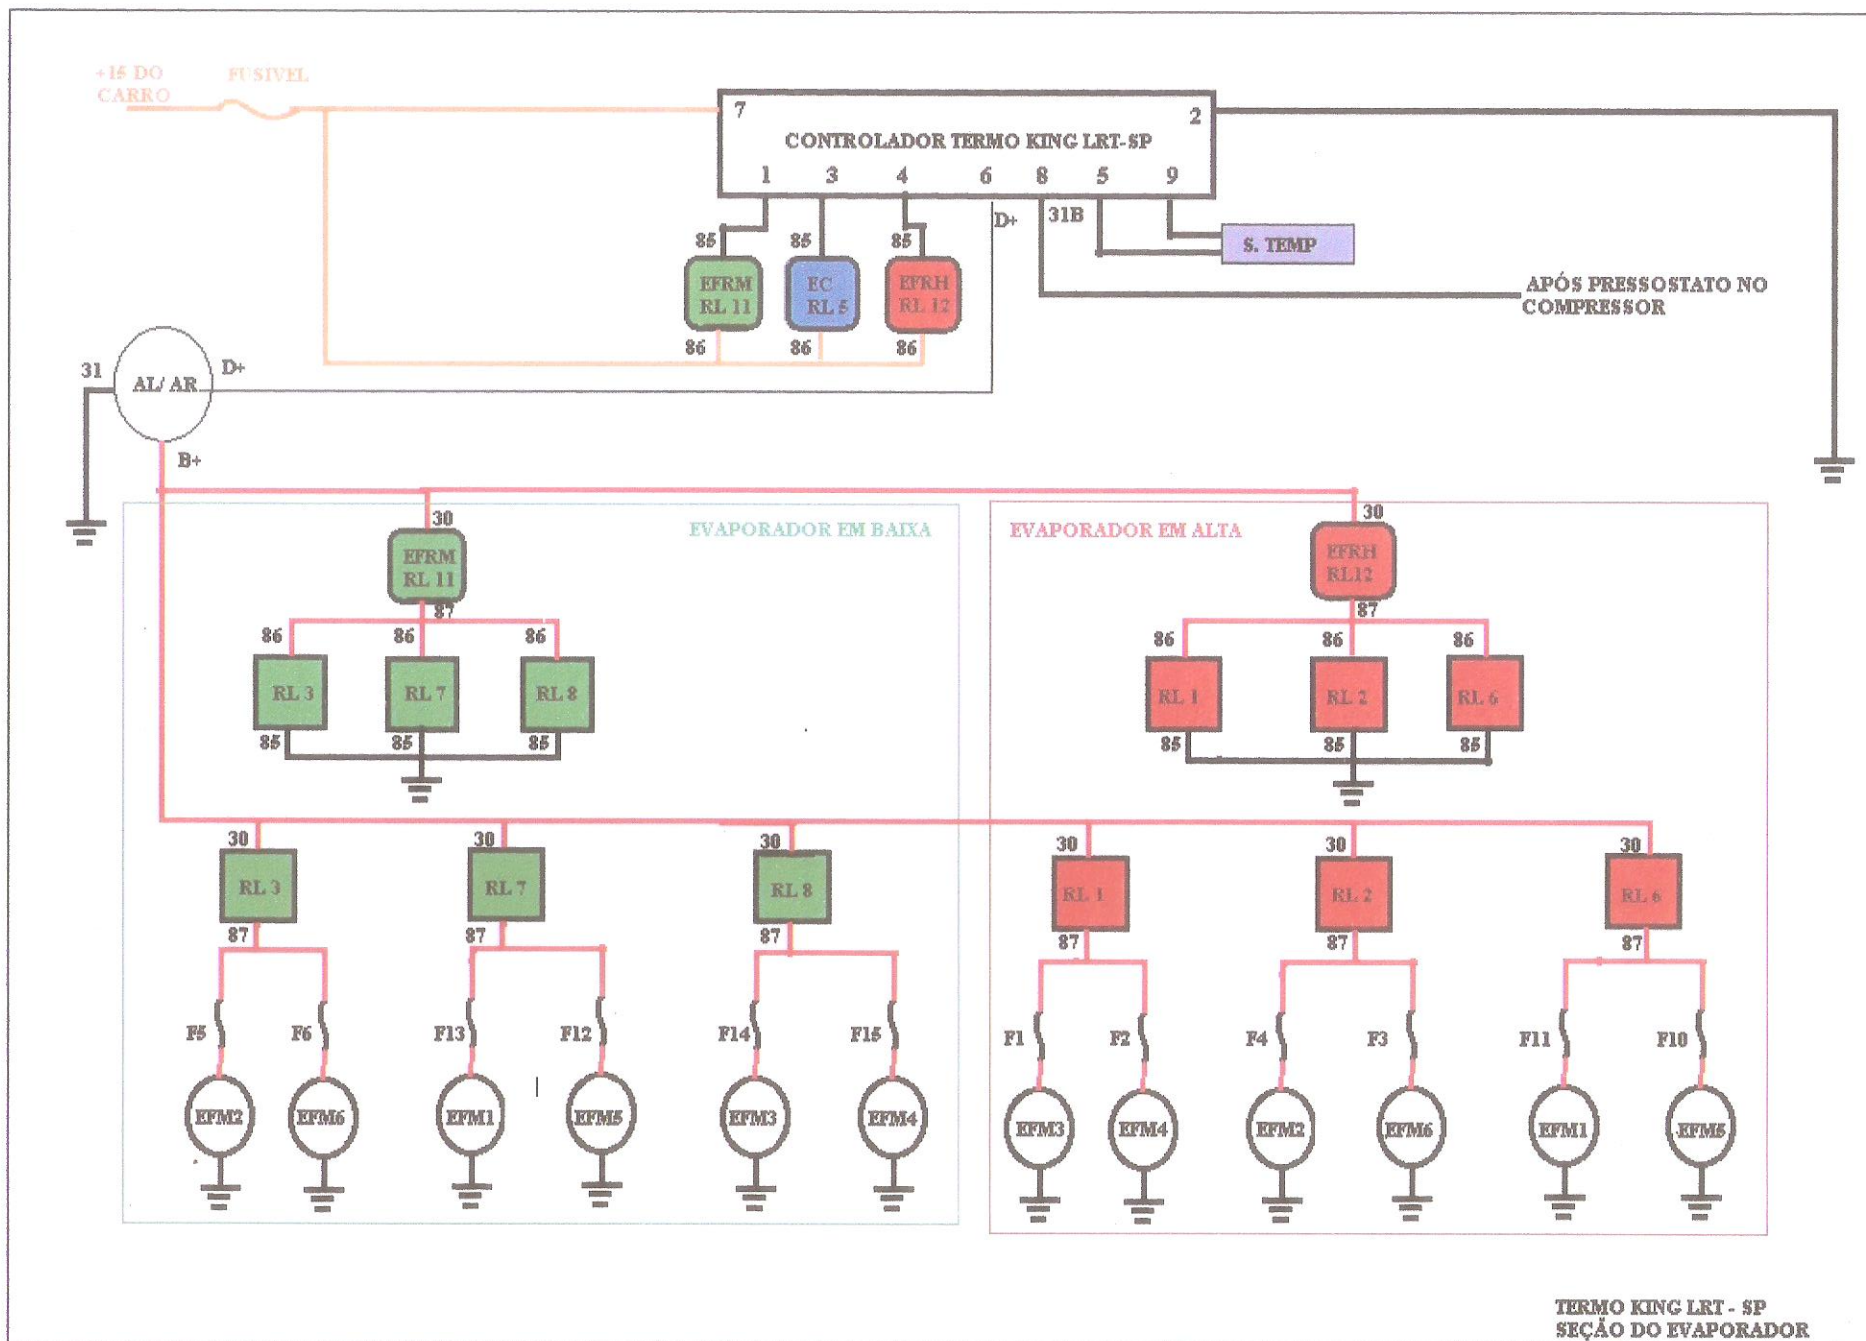 +15 DO
CARRO
FUSIVEL
7
2
CONTROLADOR TERMO KING LRT-SP
1 3 4 6 8 5 9
D+
31B
85 85 85
S. TEMP
EFRM
RL 11
EC
RL 5
EFRH
RL 12
APÓS PRESSOSTATO NO
COMPRESSOR
86 86 86
31
AL/ AR
D+
B+
EVAPORADOR EM BAIXA
EVAPORADOR EM ALTA
30
EFRM
RL 11
87
30
EFRH
RL12
87
86 86 86
86 86 86
RL 3 RL 7 RL 8
RL 1 RL 2 RL 6
85 85 85
85 85 85
30 30 30 30 30 30
RL 3 RL 7 RL 8 RL 1 RL 2 RL 6
87 87 87 87 87 87
F5 F6 F13 F12 F14 F15 F1 F2 F4 F3 F11 F10
EFM2 EFM6 EFM1 EFM5 EFM3 EFM4 EFM3 EFM4 EFM2 EFM6 EFM1 EFM5
TERMO KING LRT - SP
SEÇÃO DO EVAPORADOR